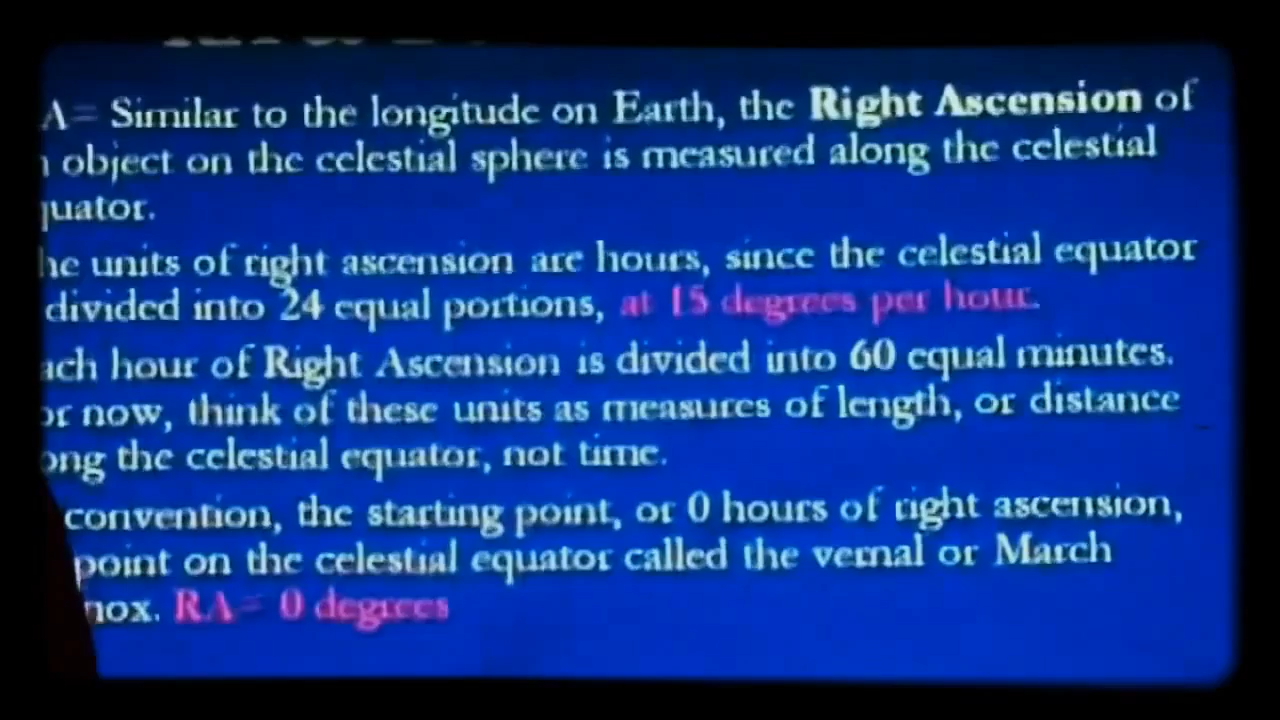 A= Similar to the longitude on Earth, the Right Ascension of
object on the celestial sphere is measured along the celestial
quator.
he units of right ascension are hours, since the celestial equator
divided into 24 equal portions, at 15 degrees per hour.
ach hour of Right Ascension is divided into 60 equal minutes.
or now, think of these units as measures of length, or distance
ong the celestial equator, not time.
convention, the starting point, or 0 hours of right ascension,
point on the celestial equator called the vernal or March
nox. RA= 0 degrees